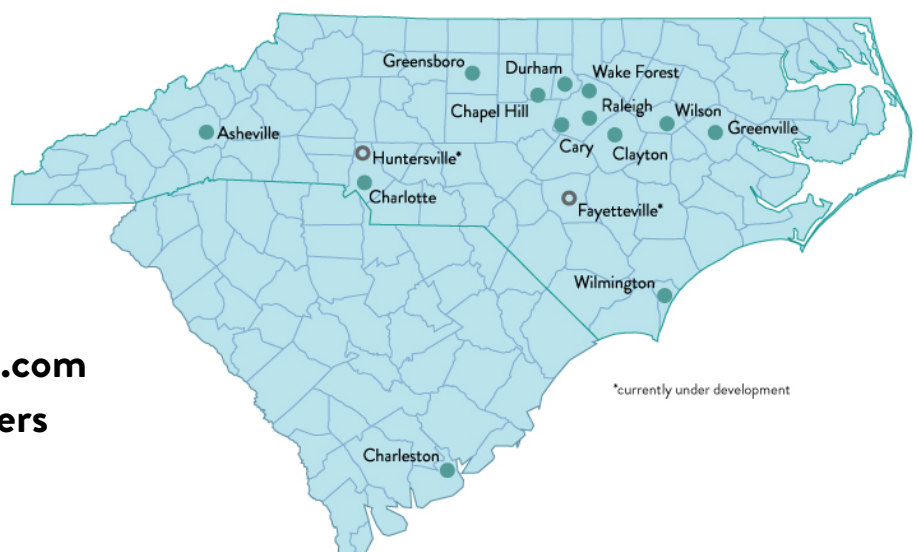 Greensboro
Durham
Wake Forest
Chapel Hill
Raleigh
Wilson
Greenville
Asheville
Cary
Clayton
Huntersville*
Charlotte
Fayetteville*
Wilmington
.com
*currently under development
ers
Charleston